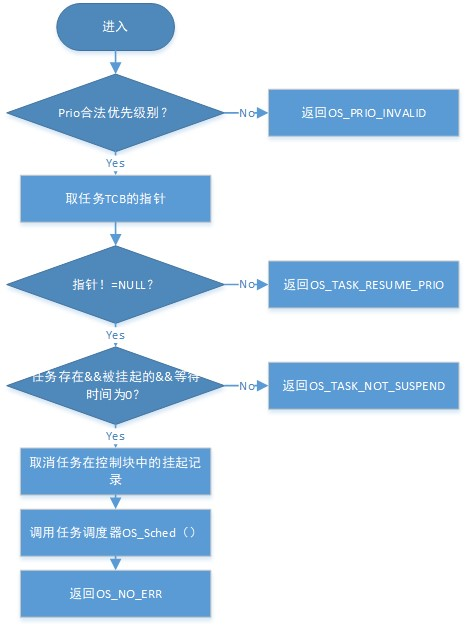 进入
Prio合法优先级别？
No
返回OS_PRIO_INVALID
Yes
取任务TCB的指针
指针！=NULL？
No
返回OS_TASK_RESUME_PRIO
Yes
任务存在&&被挂起的&&等待
时间为0？
No
返回OS_TASK_NOT_SUSPEND
Yes
取消任务在控制块中的挂起记
录
调用任务调度器OS_Sched（）
返回OS_NO_ERR